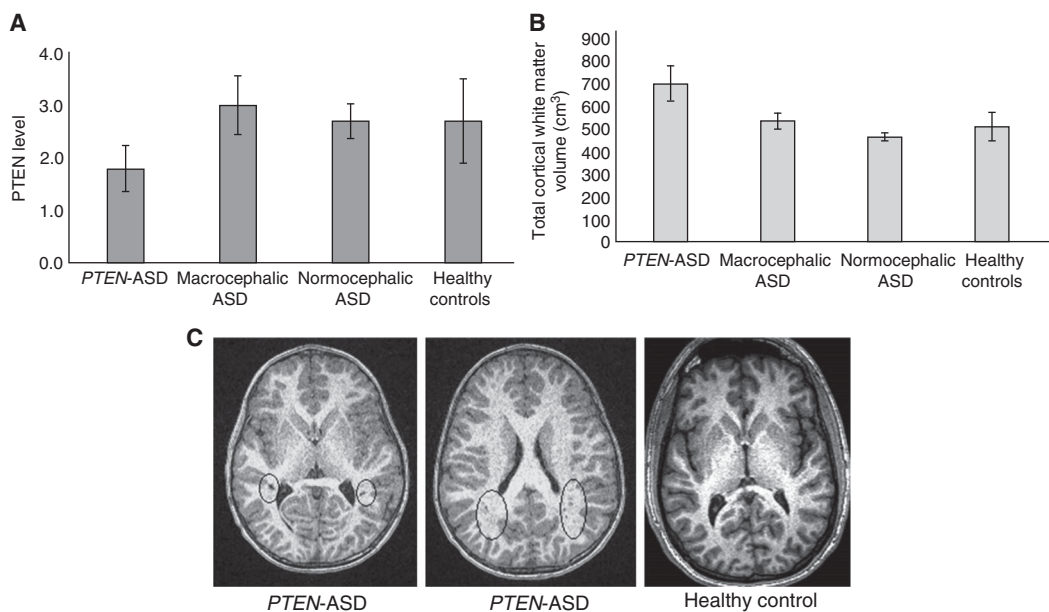 A
PTEN level
4.0
3.0
2.0
1.0
0.0
PTEN-ASD
Macrocephalic
ASD
Normocephalic
ASD
Healthy
controls
B
Total cortical white matter
volume (cm³)
900
800
700
600
500
400
300
200
100
0
PTEN-ASD
Macrocephalic
ASD
Normocephalic
ASD
Healthy
controls
C
PTEN-ASD
PTEN-ASD
Healthy control